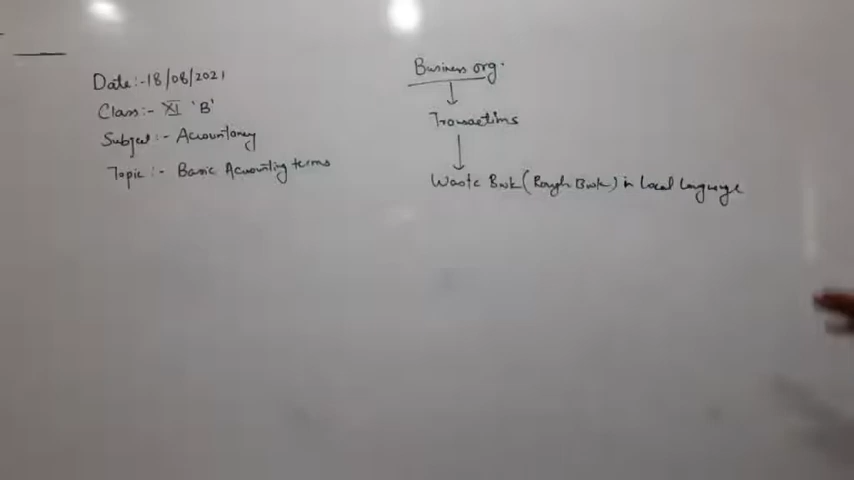 Date:-18/08/2021
Class:- XI 'B'
Subject:- Accountancy
Topic:- Basic Accounting terms
Business org.
Transactions
Waste Book (Rough Book) in Local Language